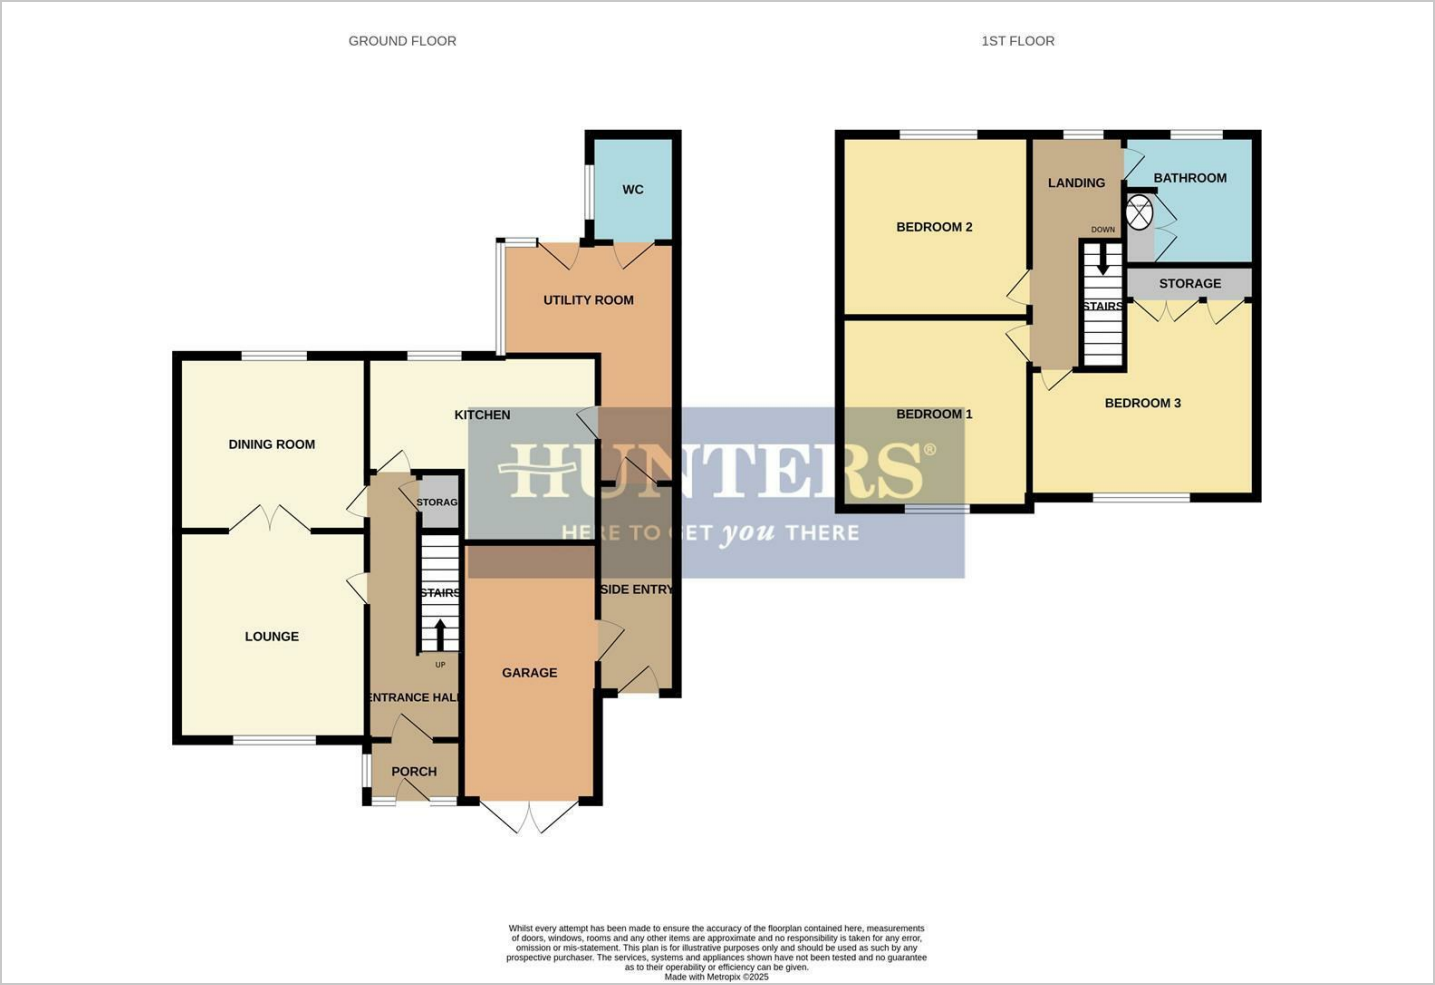 GROUND FLOOR
1ST FLOOR
WC
UTILITY ROOM
KITCHEN
DINING ROOM
STORAG
STAIRS
LOUNGE
UP
ENTRANCE HALL
PORCH
GARAGE
SIDE ENTRY
BEDROOM 2
LANDING
BATHROOM
DOWN
STORAGE
STAIRS
BEDROOM 3
BEDROOM 1
HUNTERS®
HERE TO GET you THERE
Whilst every attempt has been made to ensure the accuracy of the floorplan contained here, measurements
of doors, windows, rooms and any other items are approximate and no responsibility is taken for any error,
omission or mis-statement. This plan is for illustrative purposes only and should be used as such by any
prospective purchaser. The services, systems and appliances shown have not been tested and no guarantee
as to their operability or efficiency can be given.
Made with Metropix ©2025